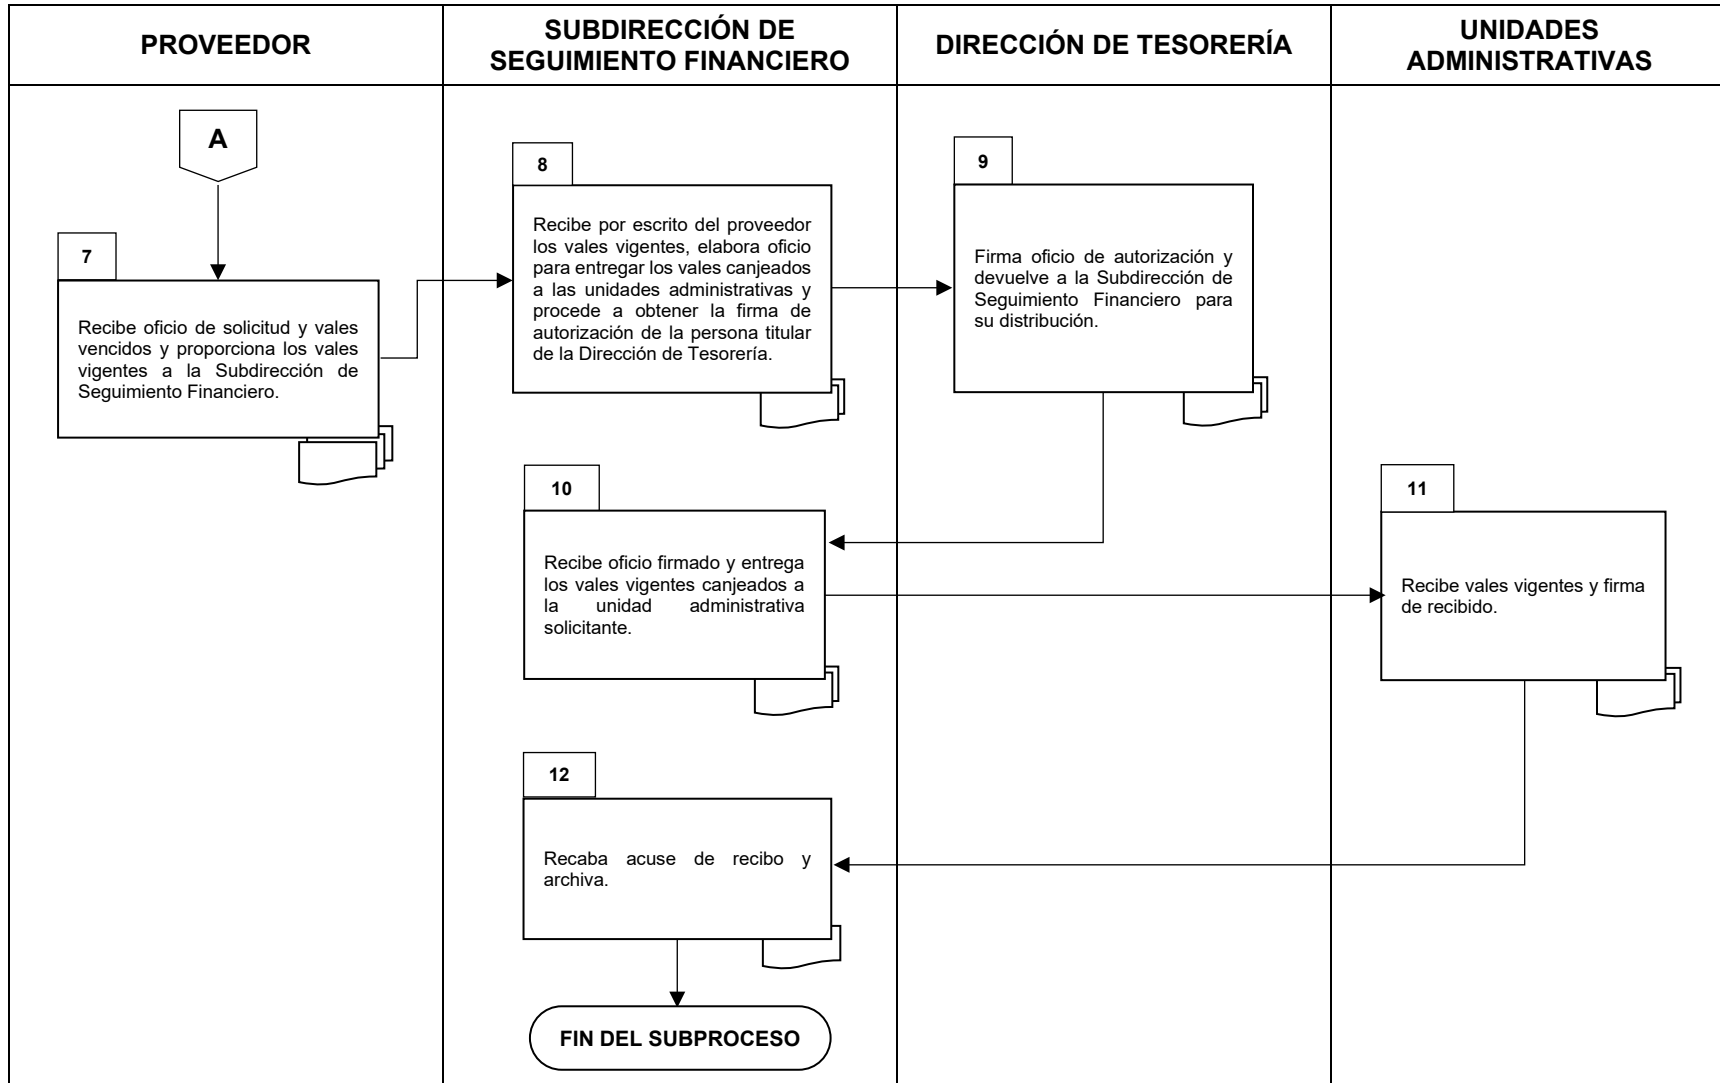 PROVEEDOR
SUBDIRECCIÓN DE
SEGUIMIENTO FINANCIERO
DIRECCIÓN DE TESORERÍA
UNIDADES
ADMINISTRATIVAS
A
7
Recibe oficio de solicitud y vales
vencidos y proporciona los vales
vigentes a la Subdirección de
Seguimiento Financiero.
8
Recibe por escrito del proveedor
los vales vigentes, elabora oficio
para entregar los vales canjeados
a las unidades administrativas y
procede a obtener la firma de
autorización de la persona titular
de la Dirección de Tesorería.
9
Firma oficio de autorización y
devuelve a la Subdirección de
Seguimiento Financiero para
su distribución.
10
Recibe oficio firmado y entrega
los vales vigentes canjeados a
la unidad administrativa
solicitante.
11
Recibe vales vigentes y firma
de recibido.
12
Recaba acuse de recibo y
archiva.
FIN DEL SUBPROCESO